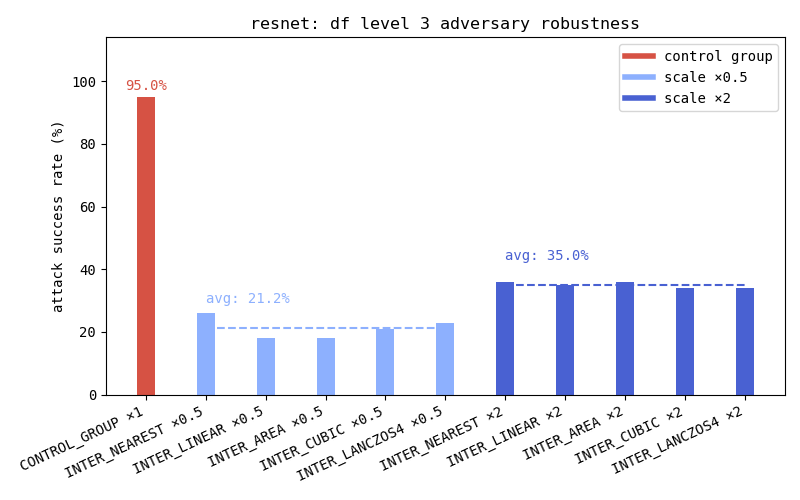 resnet: df level 3 adversary robustness
control group
scale ×0.5
scale ×2
attack success rate (%)
100
80
60
40
20
0
95.0%
avg: 21.2%
avg: 35.0%
CONTROL_GROUP ×1
INTER_NEAREST ×0.5
INTER_LINEAR ×0.5
INTER_AREA ×0.5
INTER_CUBIC ×0.5
INTER_LANCZOS4 ×0.5
INTER_NEAREST ×2
INTER_LINEAR ×2
INTER_AREA ×2
INTER_CUBIC ×2
INTER_LANCZOS4 ×2